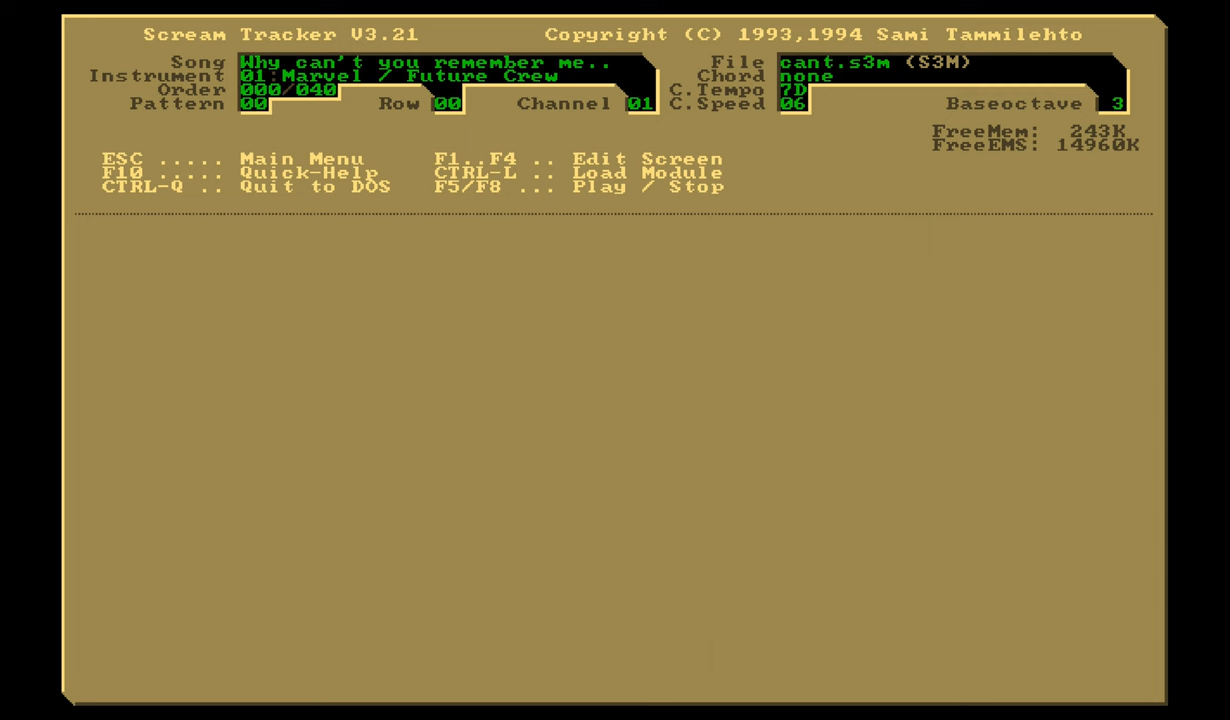 Scream Tracker V3.21 Copyright (C) 1993,1994 Sami Tammilehto
Song Why can't you remember me.. File cant.s3m (S3M)
Instrument 01:Marvel / Future Crew Chord none
Order 000/040 C.Tempo 7D
Pattern 00 Row 00 Channel 01 C.Speed 06 Baseoctave 3
FreeMem: 243K
FreeEMS: 14960K
ESC ..... Main Menu F1..F4 .. Edit Screen
F10 ..... Quick-Help CTRL-L .. Load Module
CTRL-Q .. Quit to DOS F5/F8 ... Play / Stop